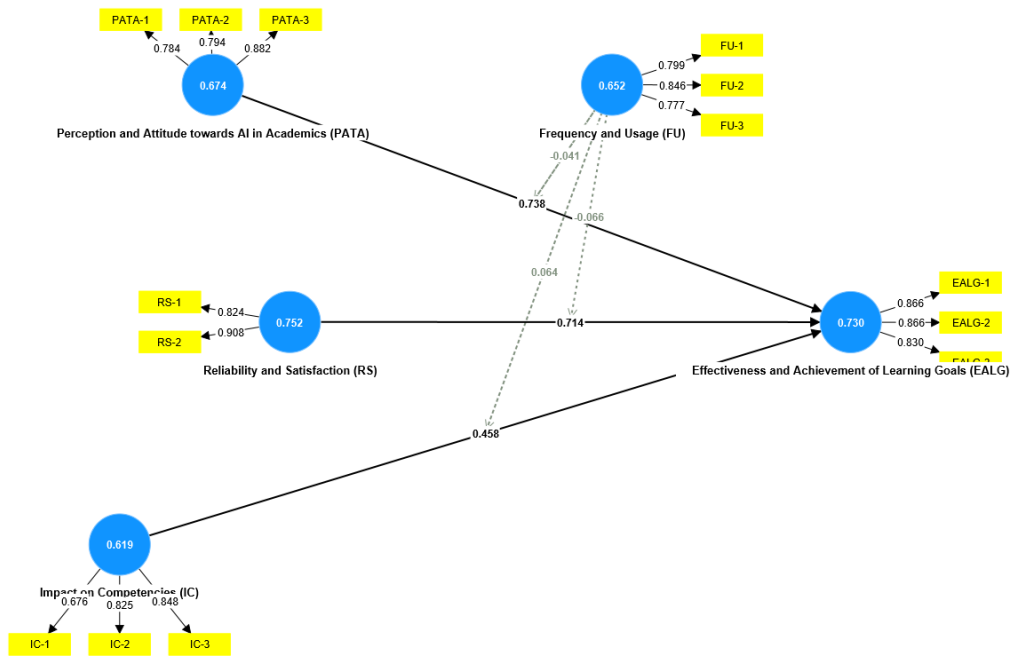 PATA-1 PATA-2 PATA-3
0.784 0.794 0.882
0.674
Perception and Attitude towards AI in Academics (PATA)
FU-1
FU-2
FU-3
0.799
0.846
0.777
0.652
Frequency and Usage (FU)
-0.041
0.738
-0.066
0.064
RS-1
RS-2
0.824
0.908
0.752
Reliability and Satisfaction (RS)
0.714
0.730
0.866
0.866
0.830
EALG-1
EALG-2
Effectiveness and Achievement of Learning Goals (EALG)
0.458
0.619
Impact on Competencies (IC)
0.676 0.825 0.848
IC-1 IC-2 IC-3